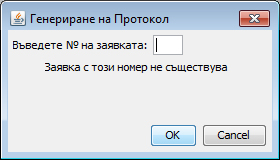 Генериране на Протокол
Въведете № на заявката:
Заявка с този номер не съществува
OK Cancel